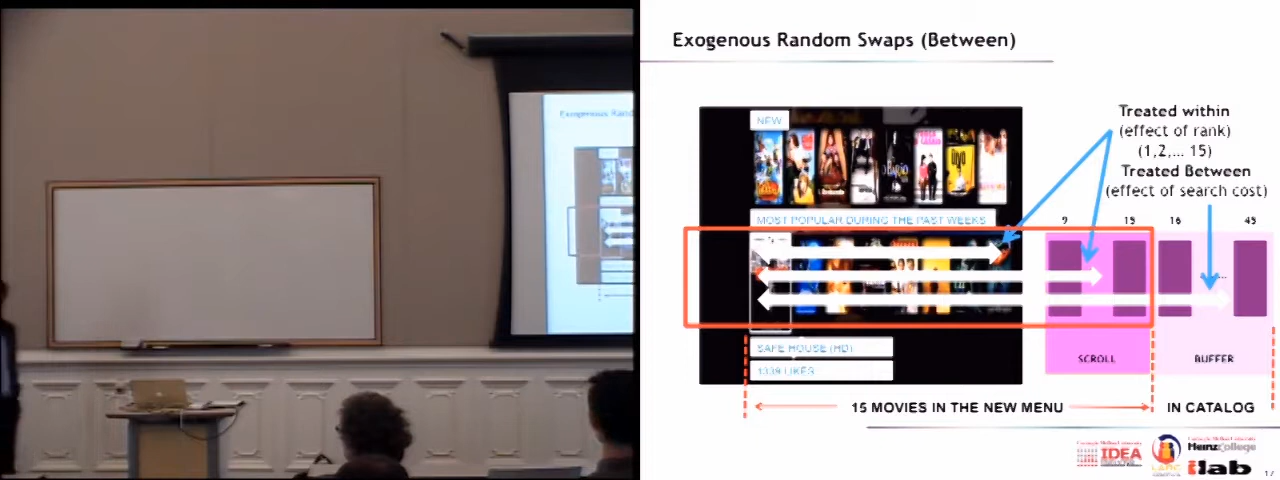 Exogenous Random Swaps (Between)
Treated within
(effect of rank)
(1,2,... 15)
Treated Between
(effect of search cost)
NEW
MOST POPULAR DURING THE PAST WEEKS
9
15
16
45
...
SAFE HOUSE (HD)
1339 LIKES
SCROLL
BUFFER
15 MOVIES IN THE NEW MENU
IN CATALOG
IDEA
HeinzCollege
ilab
17